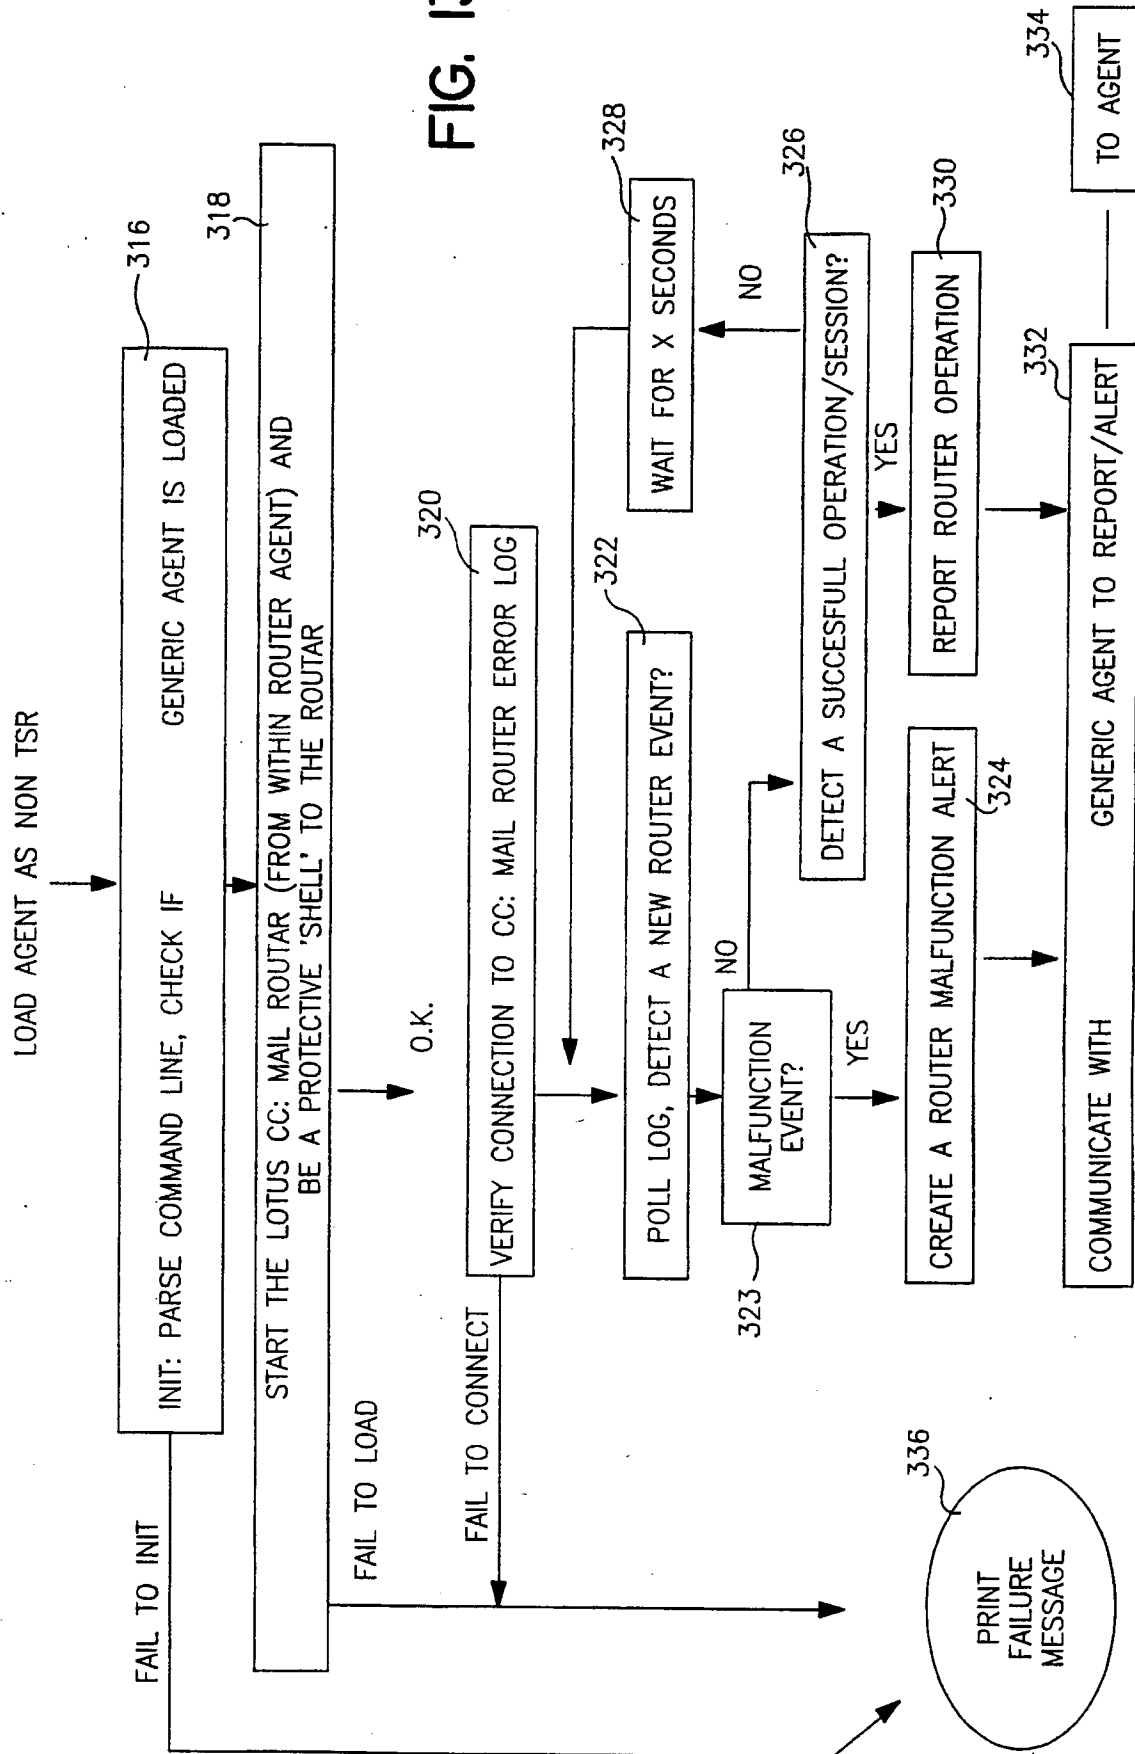 LOAD AGENT AS NON TSR
316
INIT: PARSE COMMAND LINE, CHECK IF GENERIC AGENT IS LOADED
FAIL TO INIT
318
START THE LOTUS CC: MAIL ROUTAR (FROM WITHIN ROUTER AGENT) AND
BE A PROTECTIVE 'SHELL' TO THE ROUTAR
FAIL TO LOAD
O.K.
320
VERIFY CONNECTION TO CC: MAIL ROUTER ERROR LOG
FAIL TO CONNECT
328
WAIT FOR X SECONDS
322
POLL LOG, DETECT A NEW ROUTER EVENT?
NO
323
MALFUNCTION
EVENT?
NO
YES
326
DETECT A SUCCESFULL OPERATION/SESSION?
YES
324
CREATE A ROUTER MALFUNCTION ALERT
330
REPORT ROUTER OPERATION
332
COMMUNICATE WITH GENERIC AGENT TO REPORT/ALERT
334
TO AGENT
336
PRINT
FAILURE
MESSAGE
FIG.